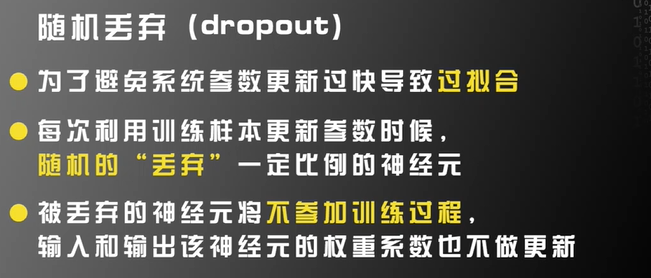 随机丢弃（dropout）
为了避免系统参数更新过快导致过拟合
每次利用训练样本更新参数时候，
随机的“丢弃”一定比例的神经元
被丢弃的神经元将不参加训练过程，
输入和输出该神经元的权重系数也不做更新